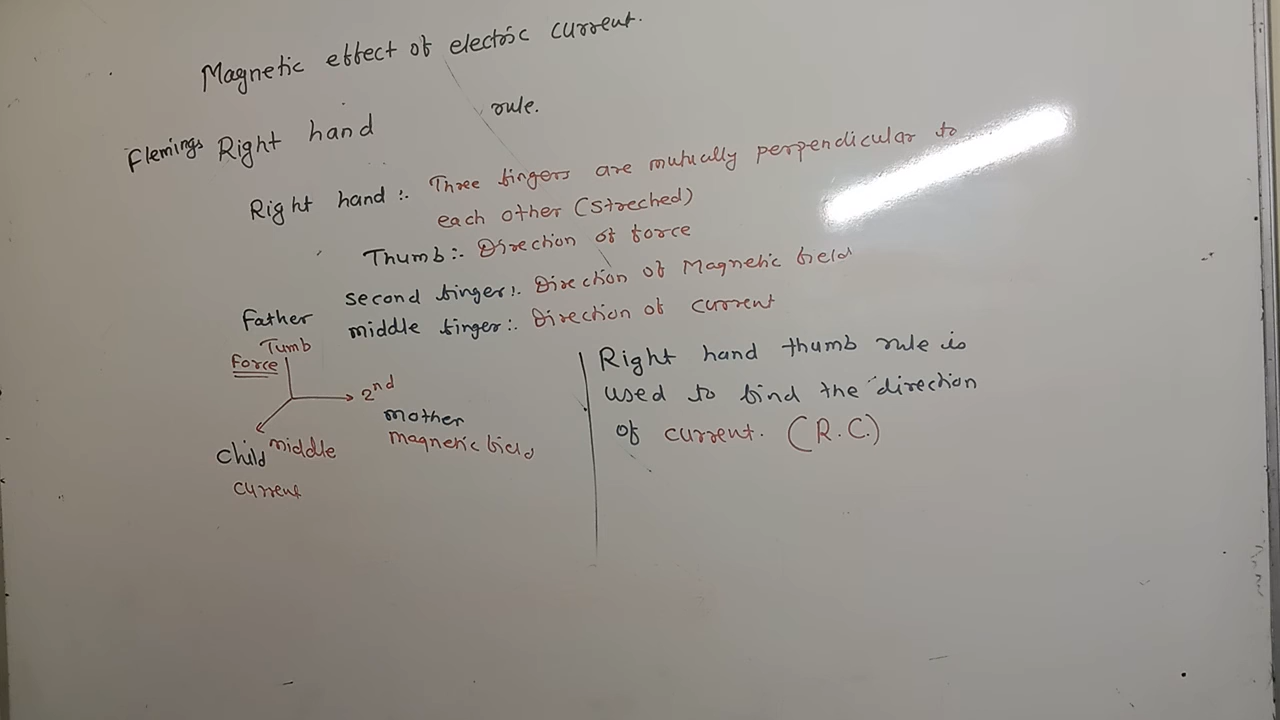 Magnetic effect of electric current.
Flemings Right hand rule.
Right hand :. Three fingers are mutually perpendicular to
each other (Streched)
Thumb :- Direction of force
second finger :. Direction of Magnetic field
Father middle finger :. Direction of current
Tumb
Force
2nd
mother
magnetic field
Child middle
current
Right hand thumb rule is
used to find the direction
of current. (R.C.)